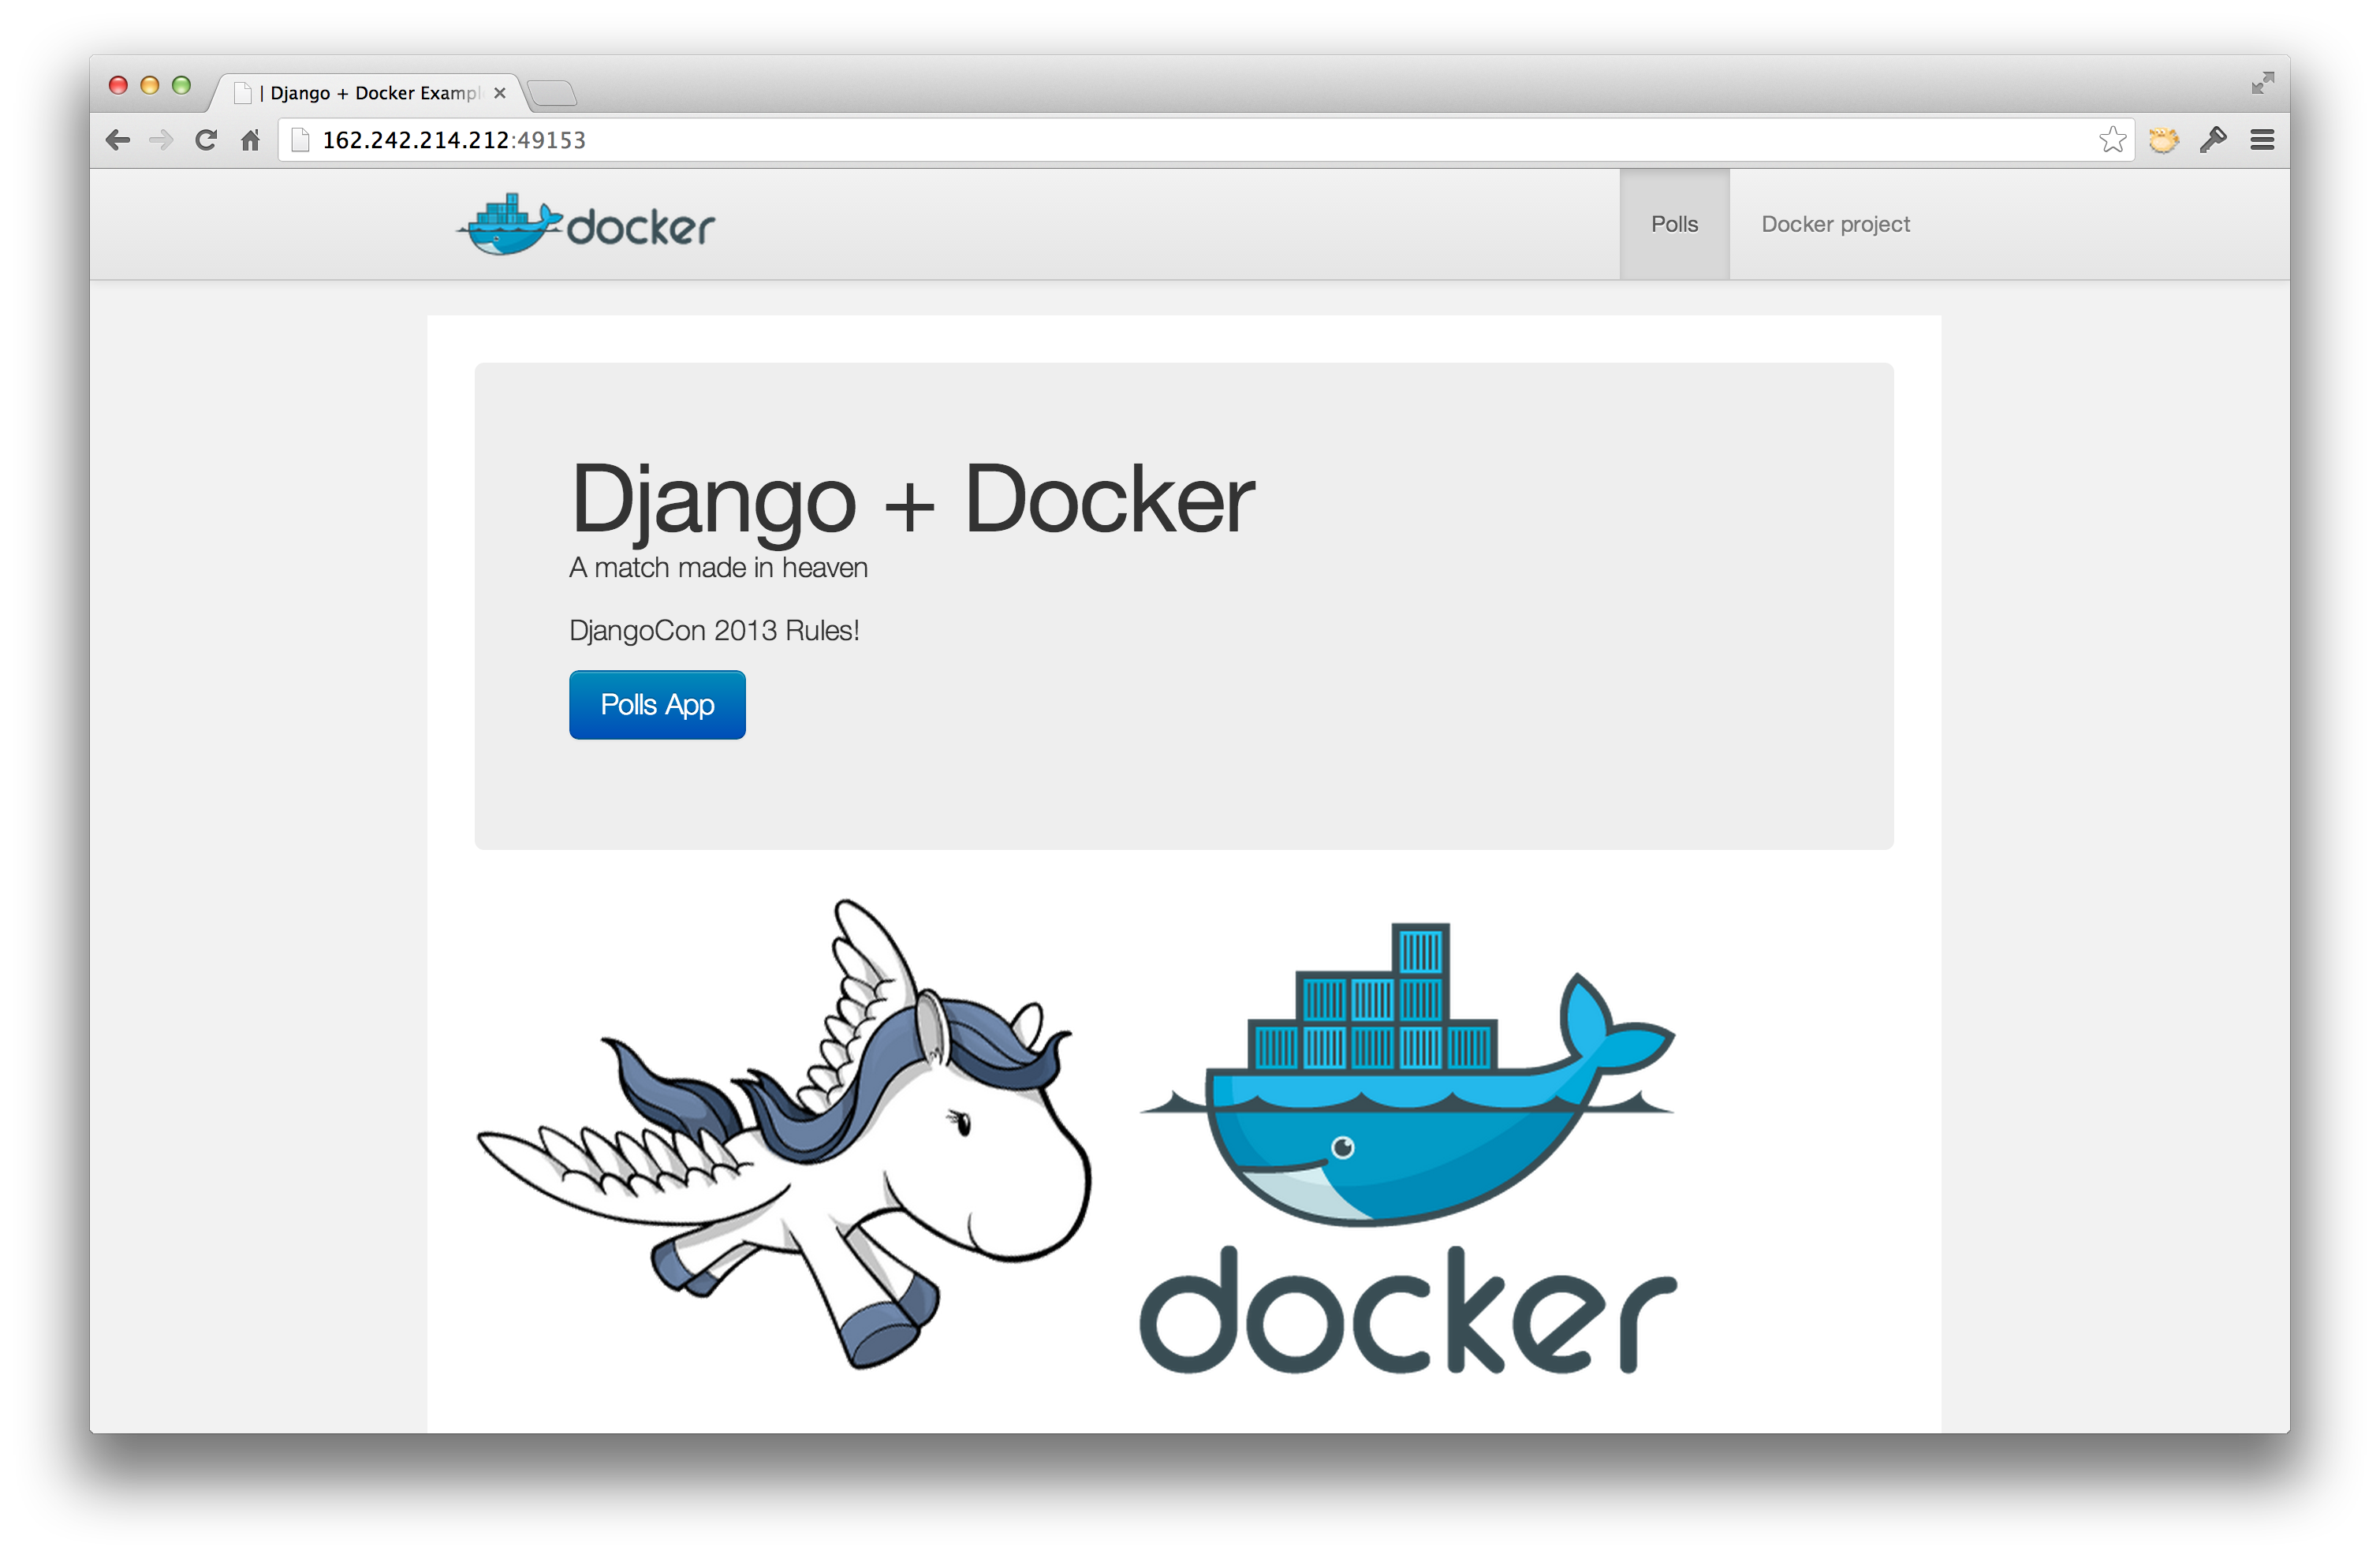 | Django + Docker Exampl
162.242.214.212:49153
docker
Polls
Docker project
Django + Docker
A match made in heaven
DjangoCon 2013 Rules!
Polls App
docker